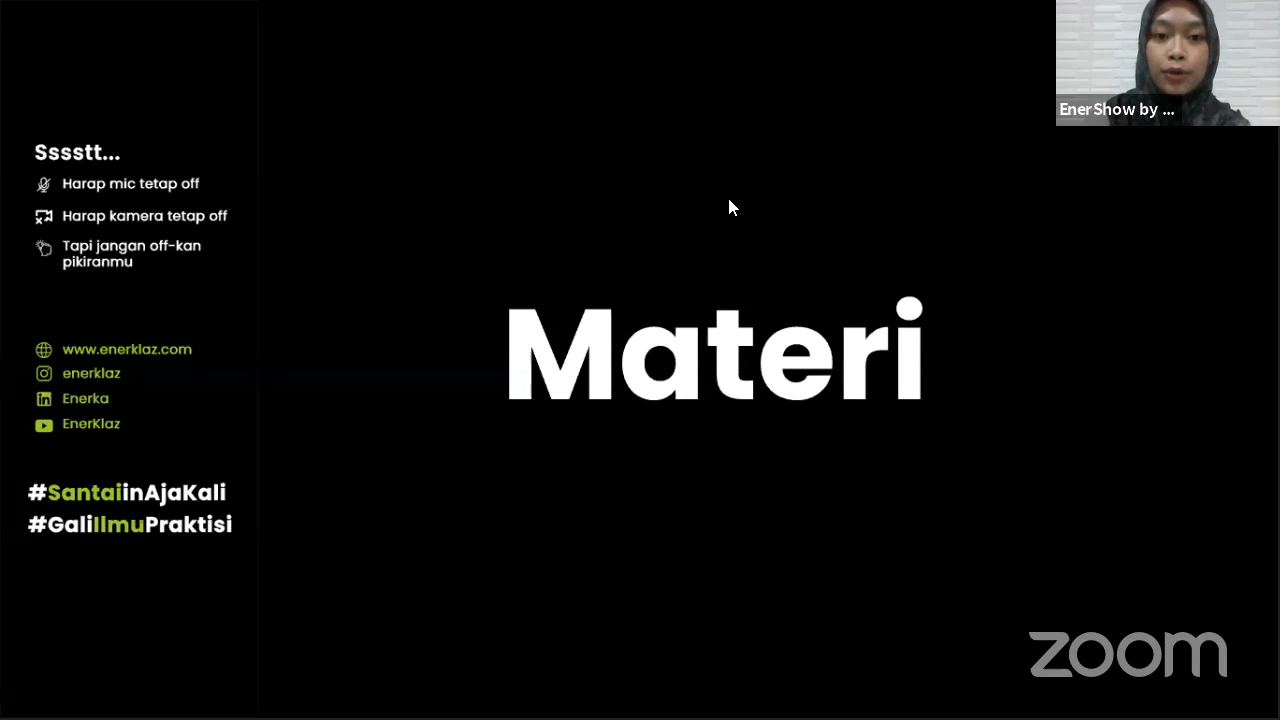 EnerShow by ...
Sssstt...
Harap mic tetap off
Harap kamera tetap off
Tapi jangan off-kan
pikiranmu
Materi
www.enerklaz.com
enerklaz
Enerka
EnerKlaz
#SantaiinAjaKali
#GaliIlmuPraktisi
zoom